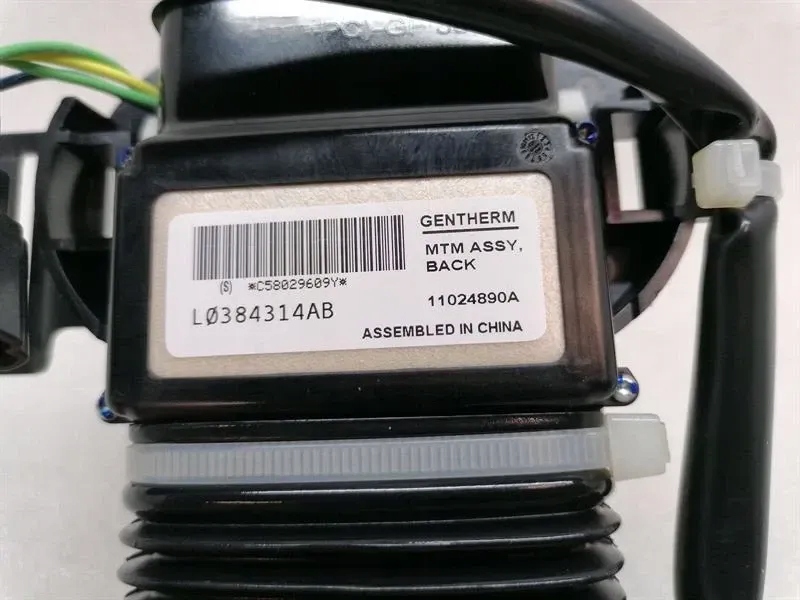 GENTHERM
MTM ASSY,
BACK
(S) *C58029609Y*
LØ384314AB
11024890A
ASSEMBLED IN CHINA